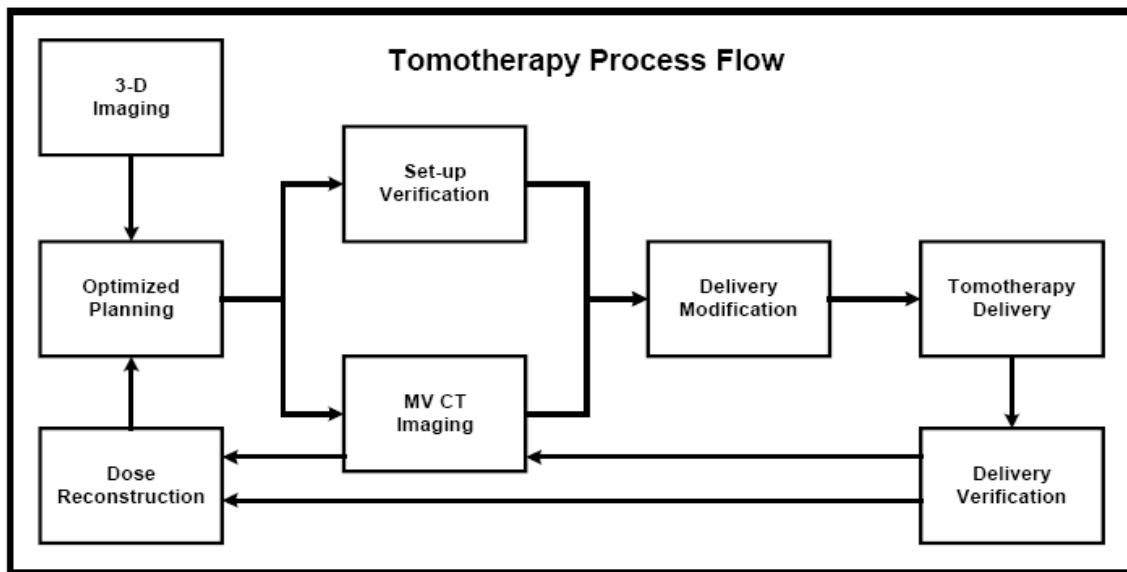 Tomotherapy Process Flow
3-D
Imaging
Set-up
Verification
Optimized
Planning
Delivery
Modification
Tomotherapy
Delivery
MV CT
Imaging
Dose
Reconstruction
Delivery
Verification